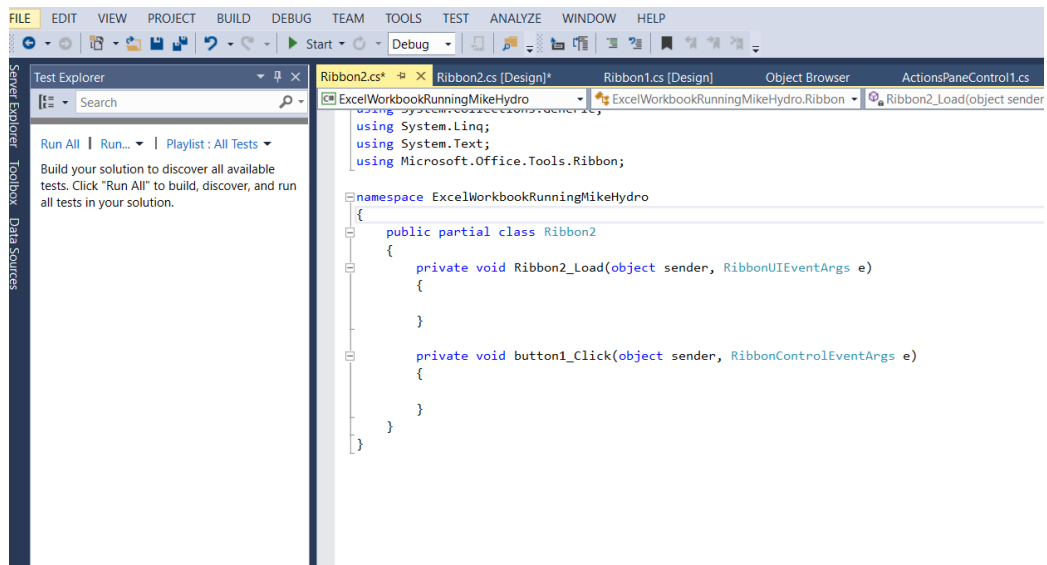 FILE EDIT VIEW PROJECT BUILD DEBUG TEAM TOOLS TEST ANALYZE WINDOW HELP
Start Debug
Server Explorer
Toolbox
Data Sources
Test Explorer
Search
Run All | Run... | Playlist : All Tests
Build your solution to discover all available
tests. Click "Run All" to build, discover, and run
all tests in your solution.
Ribbon2.cs* Ribbon2.cs [Design]* Ribbon1.cs [Design] Object Browser ActionsPaneControl1.cs
ExcelWorkbookRunningMikeHydro ExcelWorkbookRunningMikeHydro.Ribbon Ribbon2_Load(object sender
using System.Collections.Generic;
using System.Linq;
using System.Text;
using Microsoft.Office.Tools.Ribbon;
namespace ExcelWorkbookRunningMikeHydro
{
public partial class Ribbon2
{
private void Ribbon2_Load(object sender, RibbonUIEventArgs e)
{
}
private void button1_Click(object sender, RibbonControlEventArgs e)
{
}
}
}